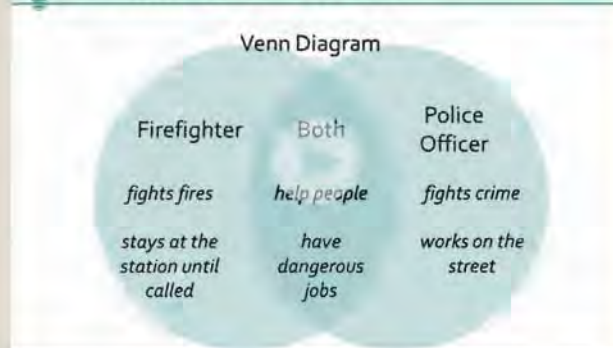 Venn Diagram
Firefighter
Both
Police
Officer
fights fires
help people
fights crime
stays at the
station until
called
have
dangerous
jobs
works on the
street